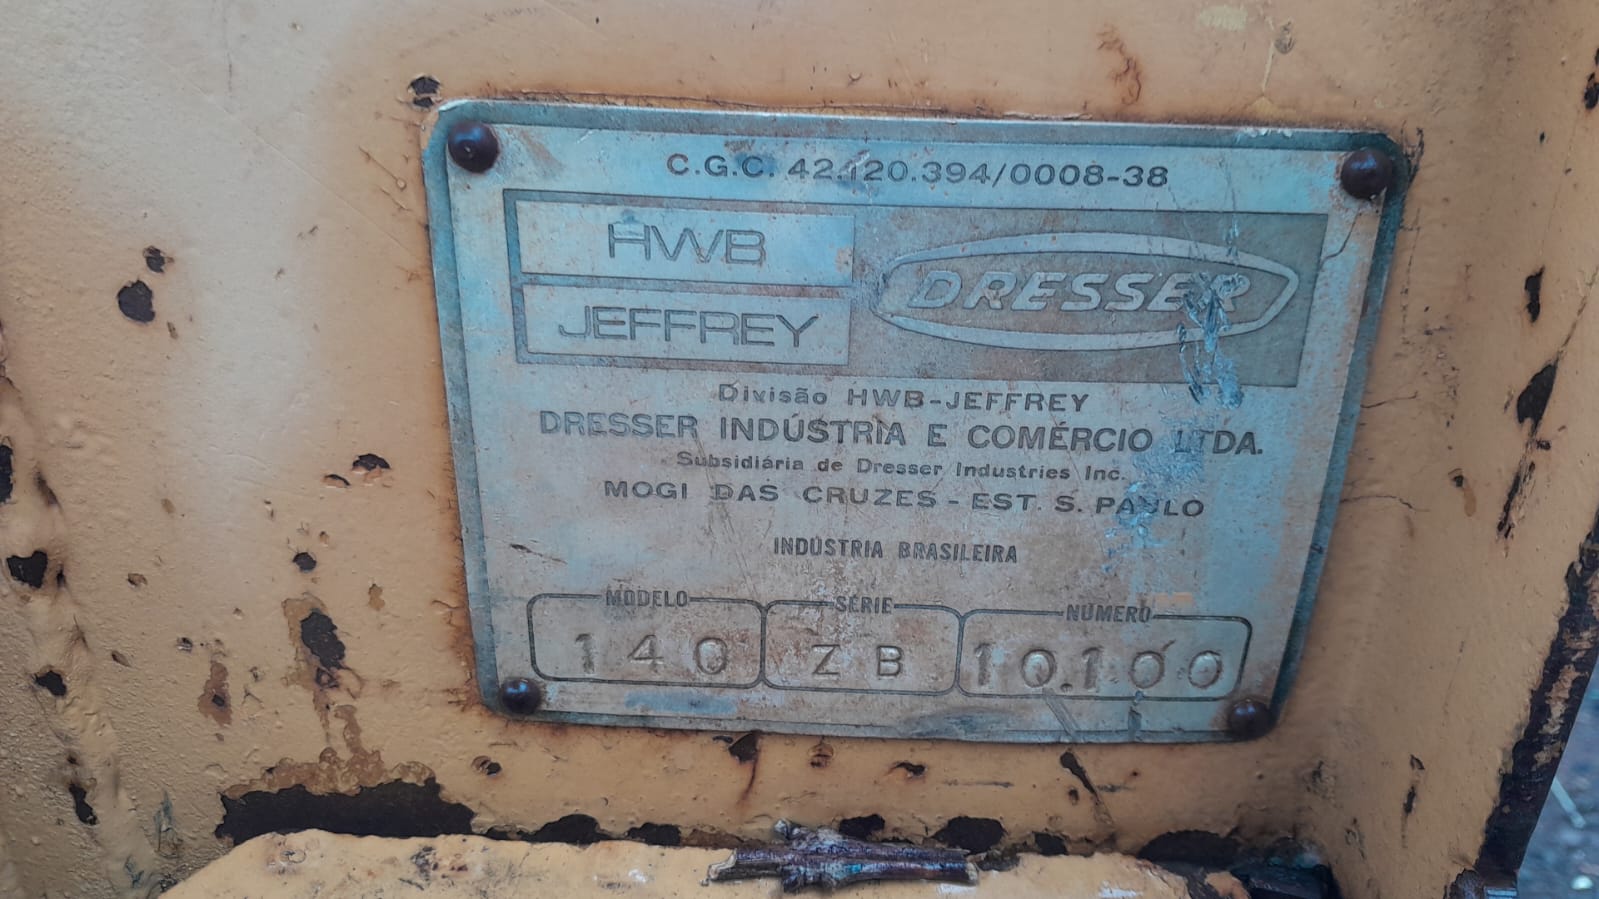 C.G.C. 42.120.394/0008-38
HWB
JEFFREY
DRESSER
Divisão HWB-JEFFREY
DRESSER INDÚSTRIA E COMÉRCIO LTDA.
Subsidiária de Dresser Industries Inc.
MOGI DAS CRUZES - EST. S. PAULO
INDÚSTRIA BRASILEIRA
MODELO SÉRIE NÚMERO
140 ZB 10.100